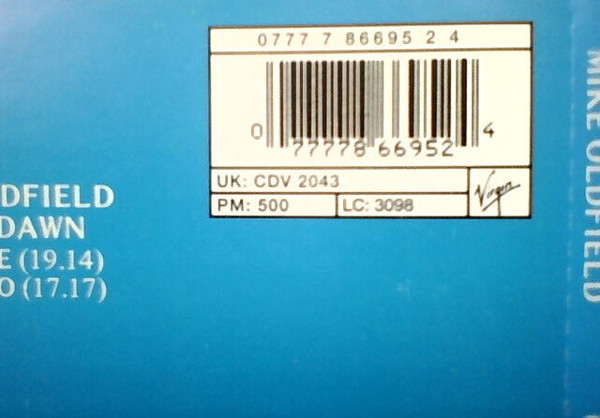 0777 7 86695 2 4
0 77778 66952 4
UK: CDV 2043
Virgin
PM: 500
LC: 3098
DFIELD
DAWN
E (19.14)
O (17.17)
MIKE OLDFIELD